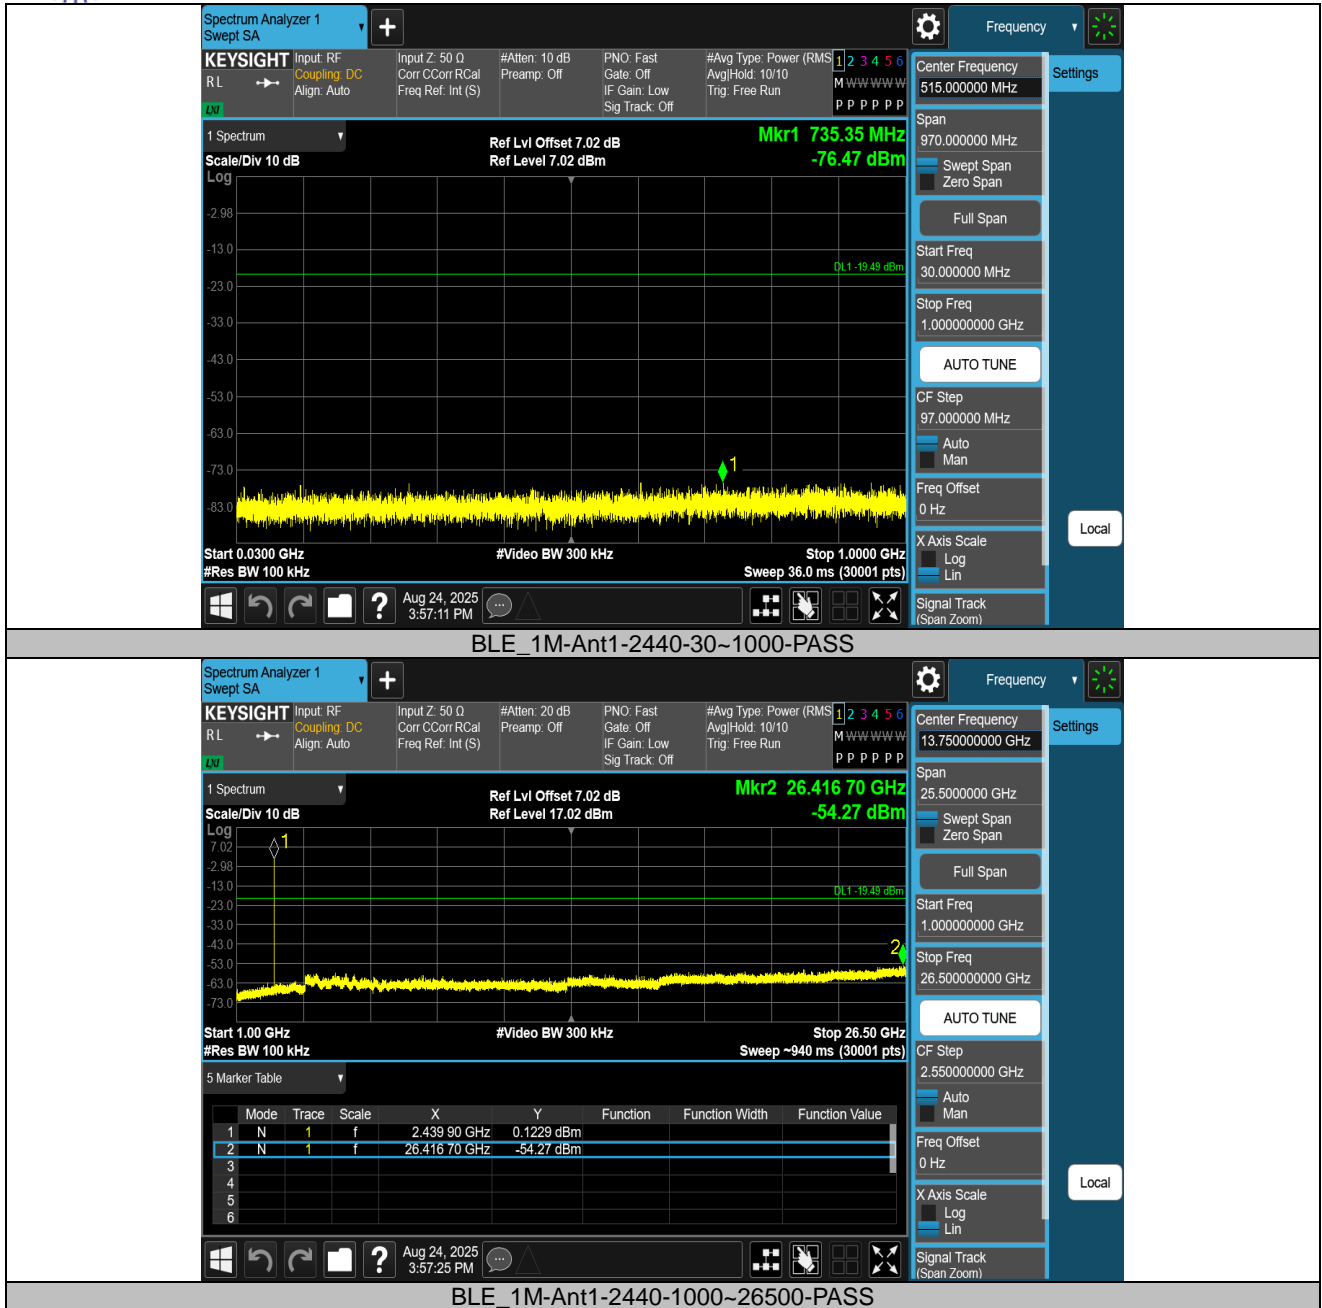 Spectrum Analyzer 1
Swept SA
Frequency
KEYSIGHT
RL
LXI
Input: RF
Coupling: DC
Align: Auto
Input Z: 50 Ω
Corr CCorr RCal
Freq Ref: Int (S)
#Atten: 10 dB
Preamp: Off
PNO: Fast
Gate: Off
IF Gain: Low
Sig Track: Off
#Avg Type: Power (RMS
Avg|Hold: 10/10
Trig: Free Run
1 2 3 4 5 6
M W W W W W
P P P P P P
Center Frequency
515.000000 MHz
Settings
1 Spectrum
Scale/Div 10 dB
Ref Lvl Offset 7.02 dB
Ref Level 7.02 dBm
Mkr1 735.35 MHz
-76.47 dBm
Log
-2.98
-13.0
-23.0
-33.0
-43.0
-53.0
-63.0
-73.0
-83.0
DL1 -19.49 dBm
1
Start 0.0300 GHz
#Res BW 100 kHz
#Video BW 300 kHz
Stop 1.0000 GHz
Sweep 36.0 ms (30001 pts)
Span
970.000000 MHz
Swept Span
Zero Span
Full Span
Start Freq
30.000000 MHz
Stop Freq
1.000000000 GHz
AUTO TUNE
CF Step
97.000000 MHz
Auto
Man
Freq Offset
0 Hz
X Axis Scale
Log
Lin
Signal Track
(Span Zoom)
Local
Aug 24, 2025
3:57:11 PM
BLE_1M-Ant1-2440-30~1000-PASS
Spectrum Analyzer 1
Swept SA
Frequency
KEYSIGHT
RL
LXI
Input: RF
Coupling: DC
Align: Auto
Input Z: 50 Ω
Corr CCorr RCal
Freq Ref: Int (S)
#Atten: 20 dB
Preamp: Off
PNO: Fast
Gate: Off
IF Gain: Low
Sig Track: Off
#Avg Type: Power (RMS
Avg|Hold: 10/10
Trig: Free Run
1 2 3 4 5 6
M W W W W W
P P P P P P
Center Frequency
13.750000000 GHz
Settings
1 Spectrum
Scale/Div 10 dB
Ref Lvl Offset 7.02 dB
Ref Level 17.02 dBm
Mkr2 26.416 70 GHz
-54.27 dBm
Log
7.02
-2.98
-13.0
-23.0
-33.0
-43.0
-53.0
-63.0
-73.0
1
DL1 -19.49 dBm
2
Start 1.00 GHz
#Res BW 100 kHz
#Video BW 300 kHz
Stop 26.50 GHz
Sweep ~940 ms (30001 pts)
5 Marker Table
Mode Trace Scale X Y Function Function Width Function Value
1 N 1 f 2.439 90 GHz 0.1229 dBm
2 N 1 f 26.416 70 GHz -54.27 dBm
3
4
5
6
Span
25.5000000 GHz
Swept Span
Zero Span
Full Span
Start Freq
1.000000000 GHz
Stop Freq
26.500000000 GHz
AUTO TUNE
CF Step
2.550000000 GHz
Auto
Man
Freq Offset
0 Hz
X Axis Scale
Log
Lin
Signal Track
(Span Zoom)
Local
Aug 24, 2025
3:57:25 PM
BLE_1M-Ant1-2440-1000~26500-PASS